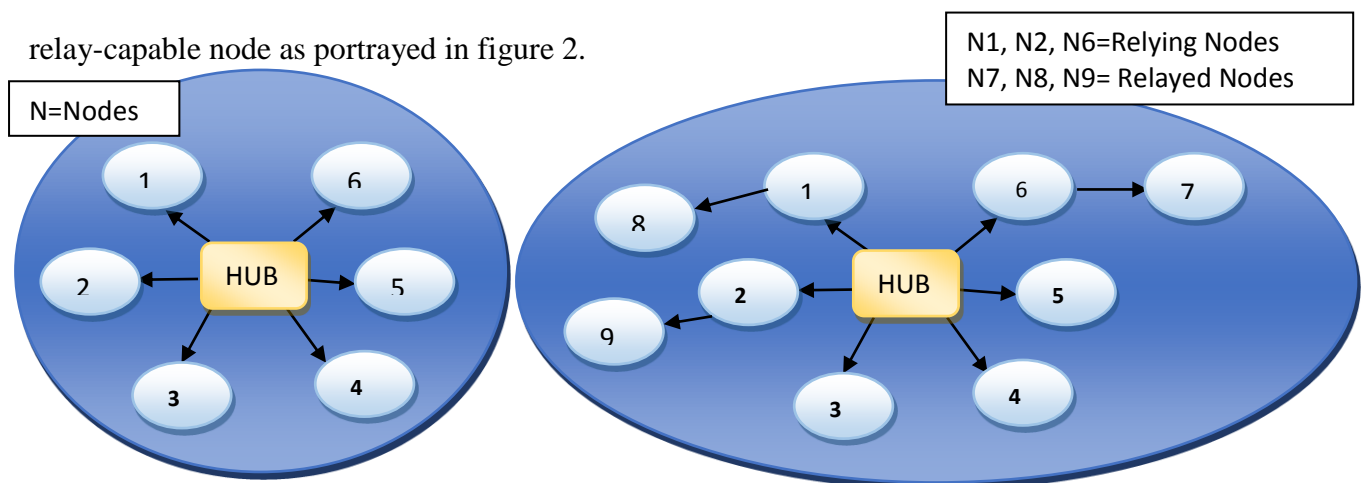 relay-capable node as portrayed in figure 2.
N=Nodes
1
6
2
HUB
5
3
4
N1, N2, N6=Relying Nodes
N7, N8, N9= Relayed Nodes
8
1
6
7
2
HUB
5
9
3
4